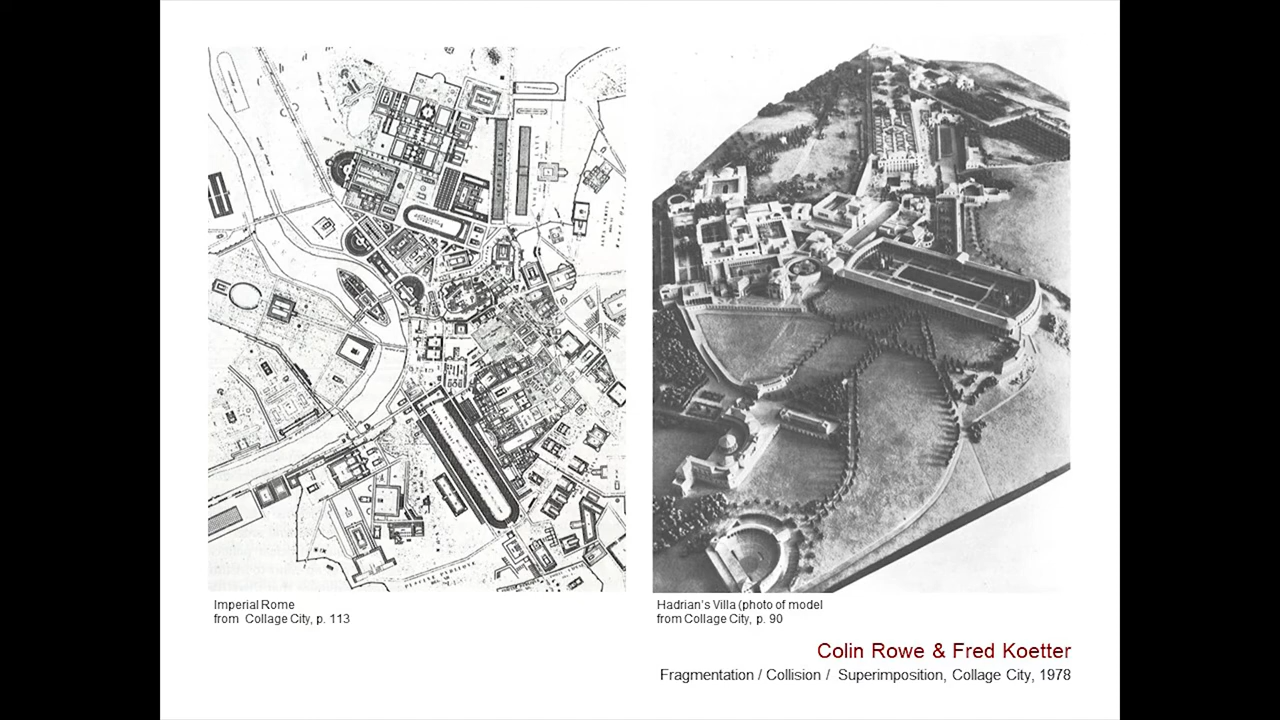 Imperial Rome
from Collage City, p. 113
Hadrian's Villa (photo of model
from Collage City, p. 90
Colin Rowe & Fred Koetter
Fragmentation / Collision / Superimposition, Collage City, 1978